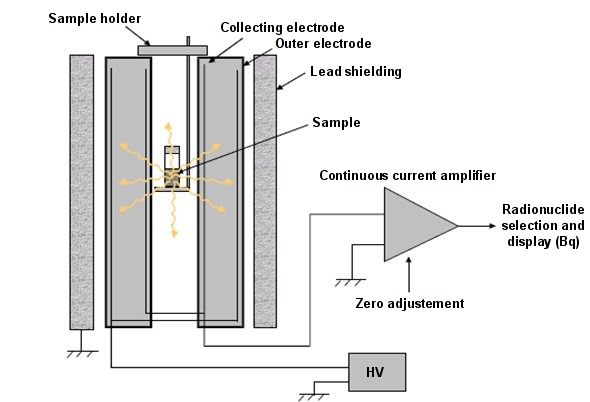 Sample holder
Collecting electrode
Outer electrode
Lead shielding
Sample
Continuous current amplifier
Radionuclide
selection and
display (Bq)
Zero adjustement
HV